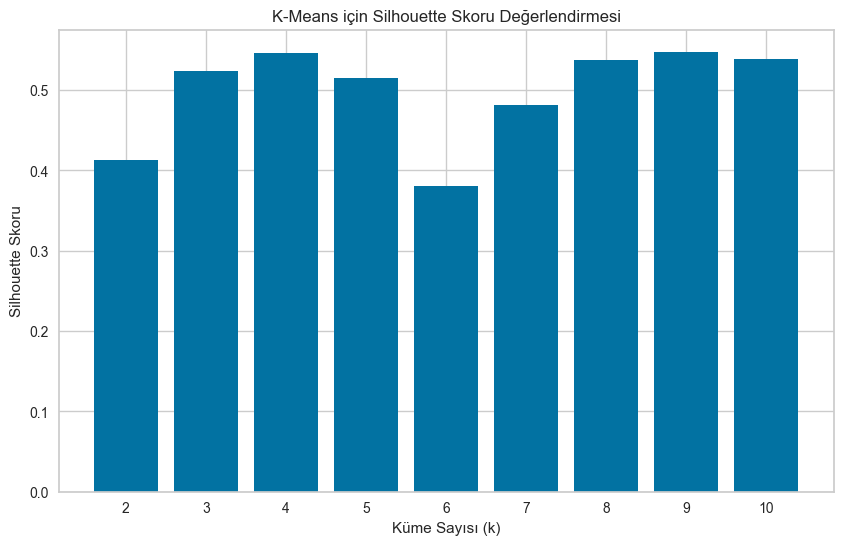 K-Means için Silhouette Skoru Değerlendirmesi
Silhouette Skoru
0.5
0.4
0.3
0.2
0.1
0.0
2 3 4 5 6 7 8 9 10
Küme Sayısı (k)